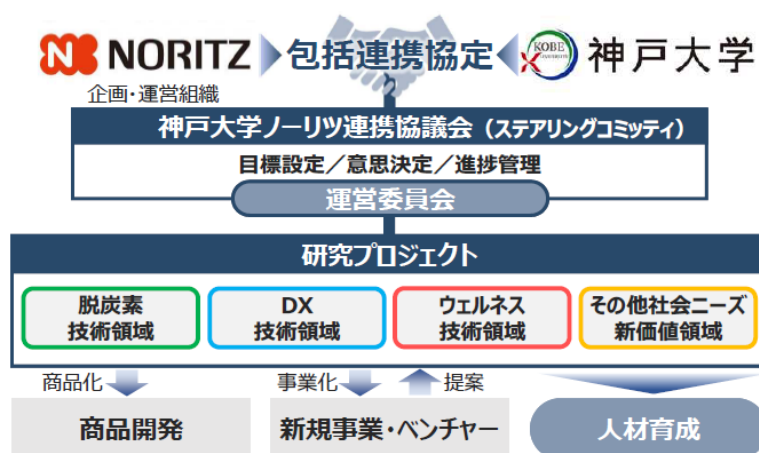 NORITZ 包括連携協定 KOBE UNIVERSITY 神戸大学
企画・運営組織
神戸大学ノーリツ連携協議会（ステアリングコミッティ）
目標設定／意思決定／進捗管理
運営委員会
研究プロジェクト
脱炭素
技術領域
DX
技術領域
ウェルネス
技術領域
その他社会ニーズ
新価値領域
商品化
事業化
提案
商品開発
新規事業・ベンチャー
人材育成